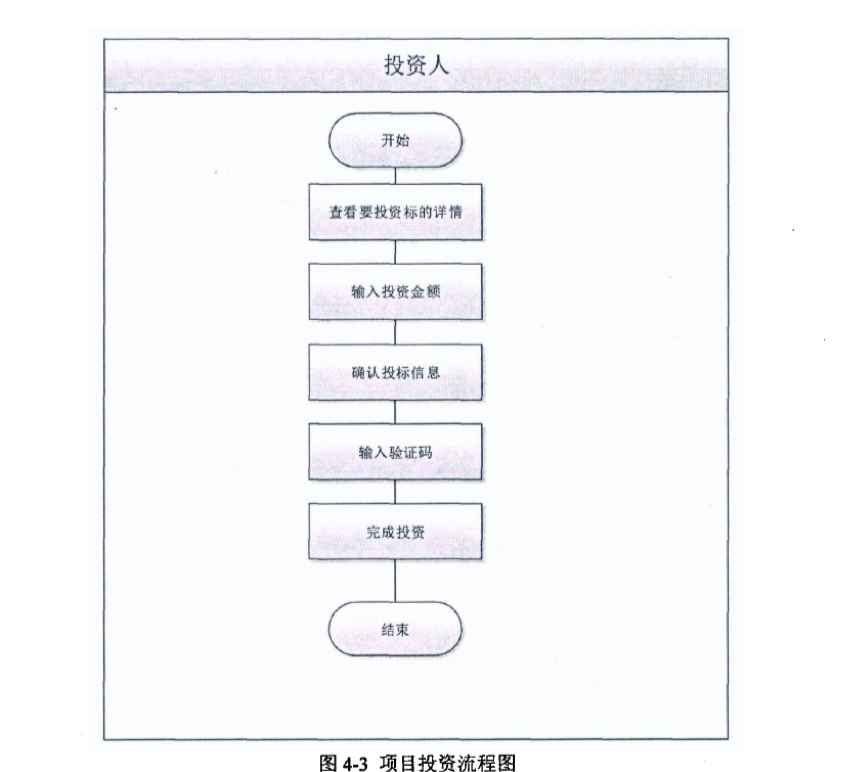 投资人
开始
查看要投资标的详情
输入投资金额
确认投标信息
输入验证码
完成投资
结束
图 4-3 项目投资流程图